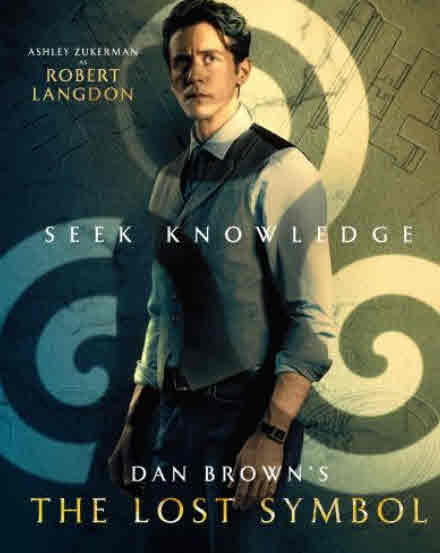 ASHLEY ZUKERMAN
AS
ROBERT
LANGDON
SEEK KNOWLEDGE
DAN BROWN'S
THE LOST SYMBOL